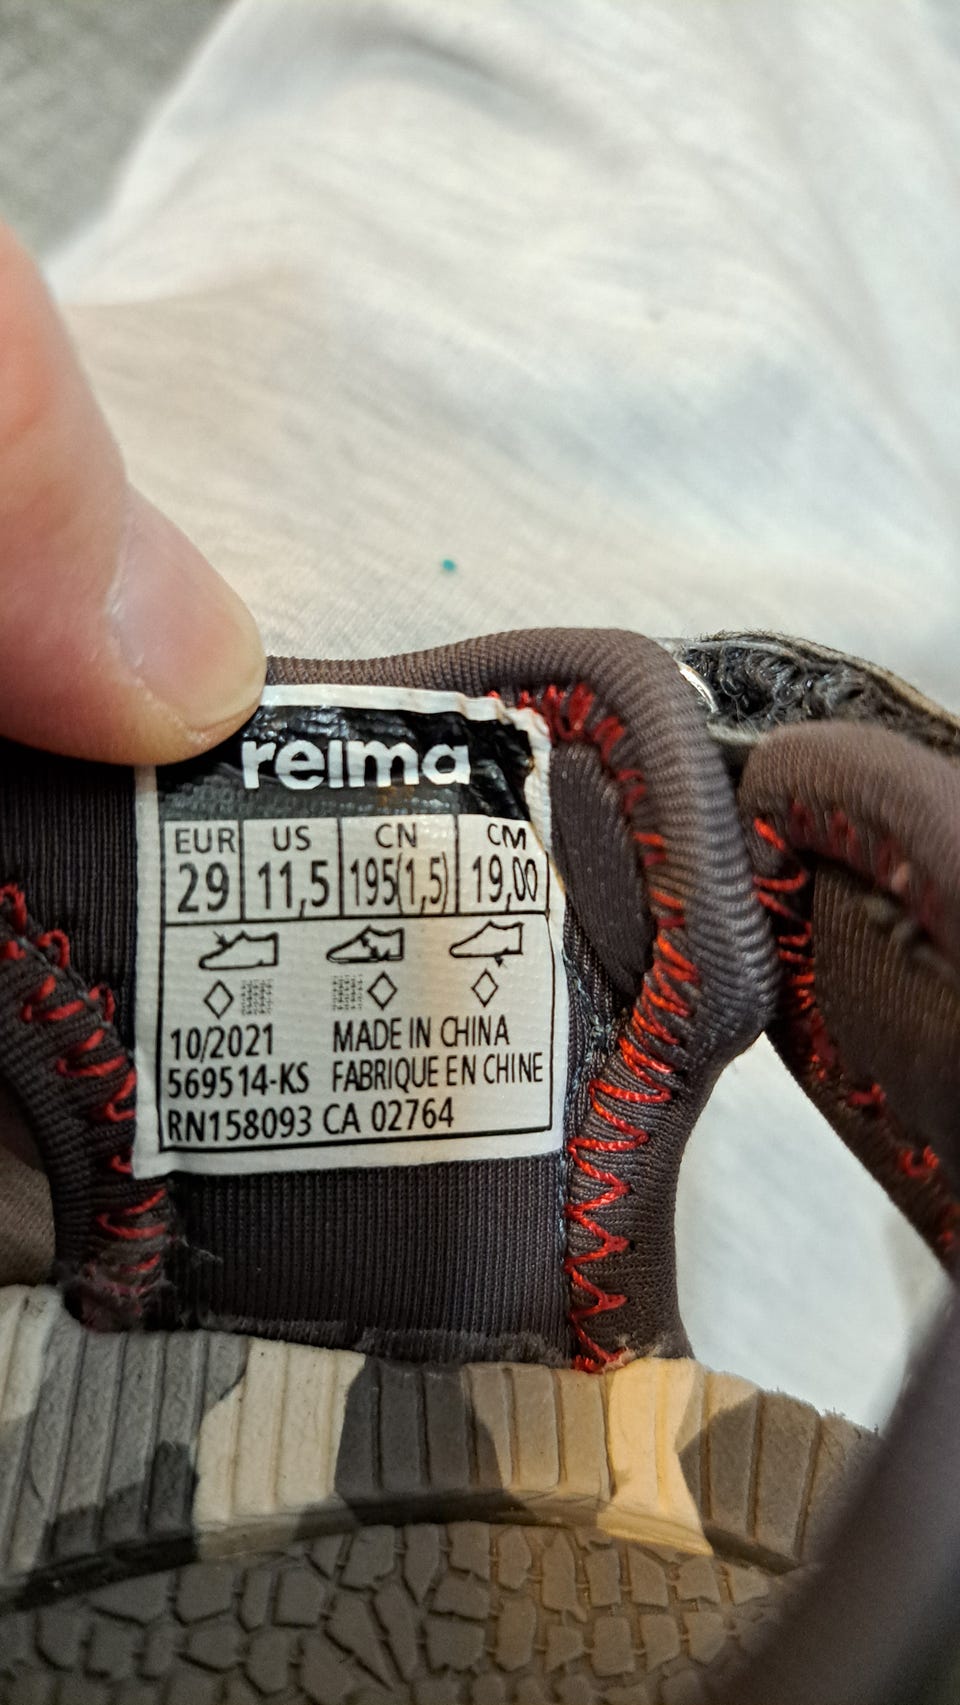 reima
EUR US CN CM
29 11,5 195(1,5) 19,00
10/2021 MADE IN CHINA
569514-KS FABRIQUE EN CHINE
RN158093 CA 02764